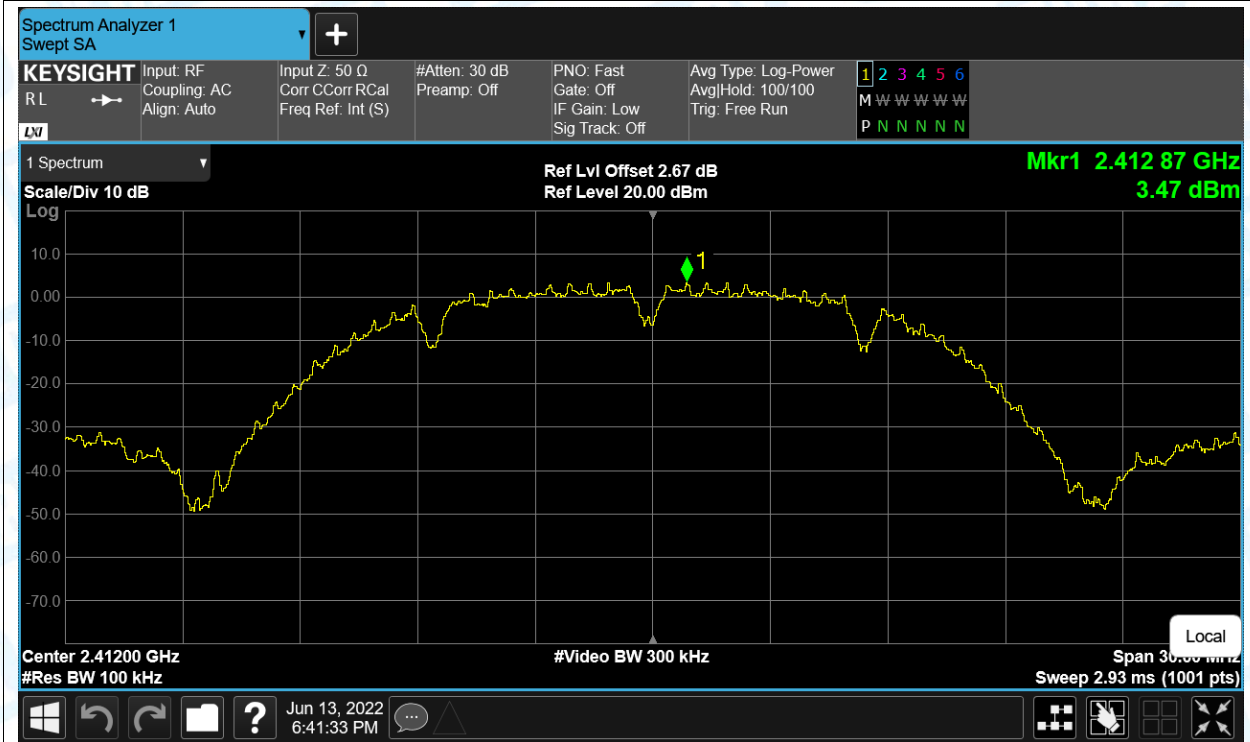 Spectrum Analyzer 1
Swept SA
KEYSIGHT
R L
LXI
Input: RF
Coupling: AC
Align: Auto
Input Z: 50 Ω
Corr CCorr RCal
Freq Ref: Int (S)
#Atten: 30 dB
Preamp: Off
PNO: Fast
Gate: Off
IF Gain: Low
Sig Track: Off
Avg Type: Log-Power
Avg|Hold: 100/100
Trig: Free Run
1 2 3 4 5 6
M W W W W W W
P N N N N N N
1 Spectrum
Scale/Div 10 dB
Ref Lvl Offset 2.67 dB
Ref Level 20.00 dBm
Mkr1 2.412 87 GHz
3.47 dBm
Log
10.0
0.00
-10.0
-20.0
-30.0
-40.0
-50.0
-60.0
-70.0
1
Local
Center 2.41200 GHz
#Res BW 100 kHz
#Video BW 300 kHz
Span 30.00 MHz
Sweep 2.93 ms (1001 pts)
?
Jun 13, 2022
6:41:33 PM